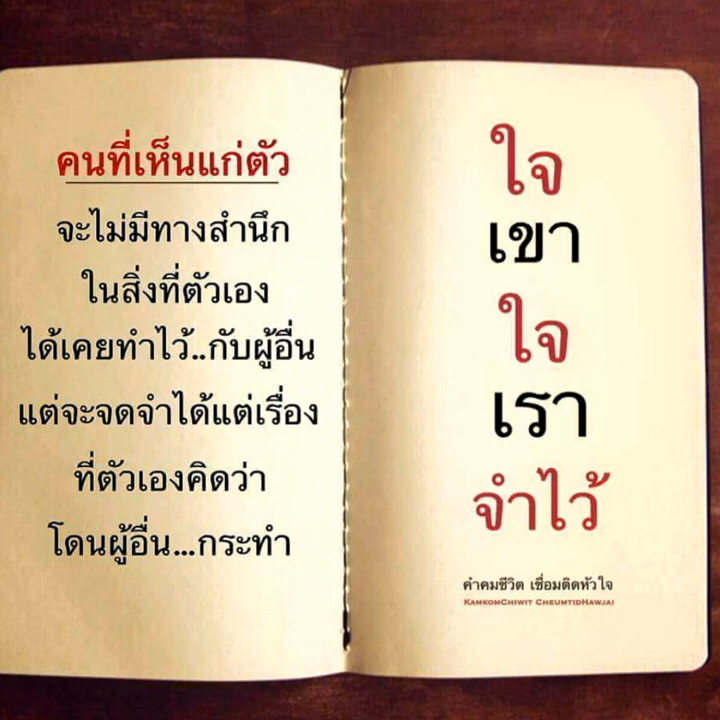 คนที่เห็นแก่ตัว
จะไม่มีทางสำนึก
ในสิ่งที่ตัวเอง
ได้เคยทำไว้..กับผู้อื่น
แต่จะจดจำได้แต่เรื่อง
ที่ตัวเองคิดว่า
โดนผู้อื่น...กระทำ
ใจ
เขา
ใจ
เรา
จำไว้
คำคมชีวิต เชื่อมติดหัวใจ
KamkomChiwit CheumtidHawjai